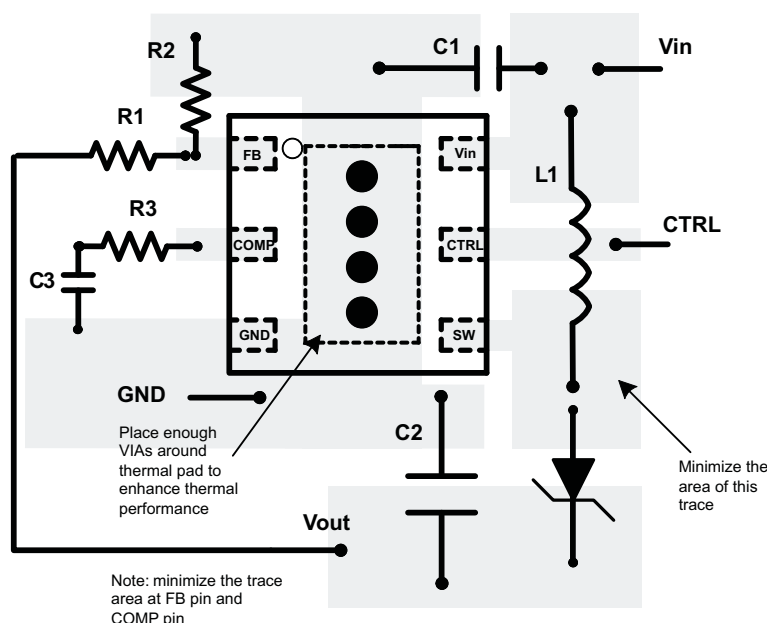 R2
C1
Vin
R1
FB
Vin
L1
R3
COMP
CTRL
CTRL
C3
GND
SW
GND
Place enough
VIAs around
thermal pad to
enhance thermal
performance
C2
Minimize the
area of this
trace
Vout
Note: minimize the trace
area at FB pin and
COMP pin